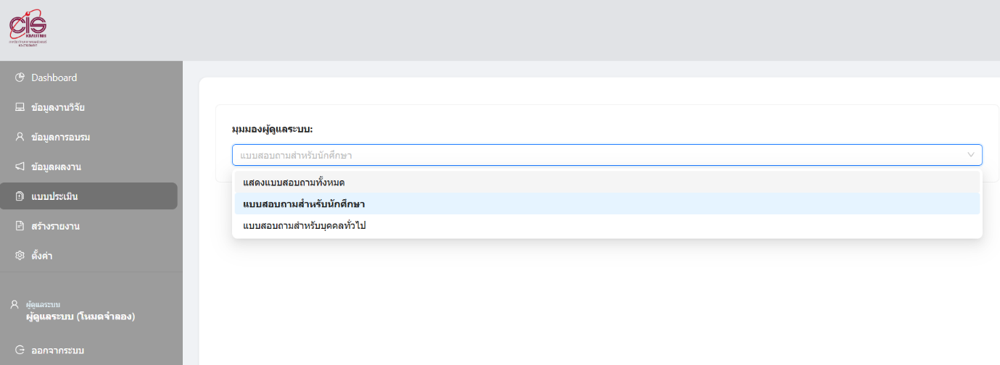 CIS
KMUTNB
Dashboard
ข้อมูลงานวิจัย
ข้อมูลการอบรม
ข้อมูลผลงาน
แบบประเมิน
สร้างรายงาน
ตั้งค่า
ผู้ดูแลระบบ
ผู้ดูแลระบบ (โหมดจำลอง)
ออกจากระบบ
มุมมองผู้ดูแลระบบ:
แบบสอบถามสำหรับนักศึกษา
แสดงแบบสอบถามทั้งหมด
แบบสอบถามสำหรับนักศึกษา
แบบสอบถามสำหรับบุคคลทั่วไป